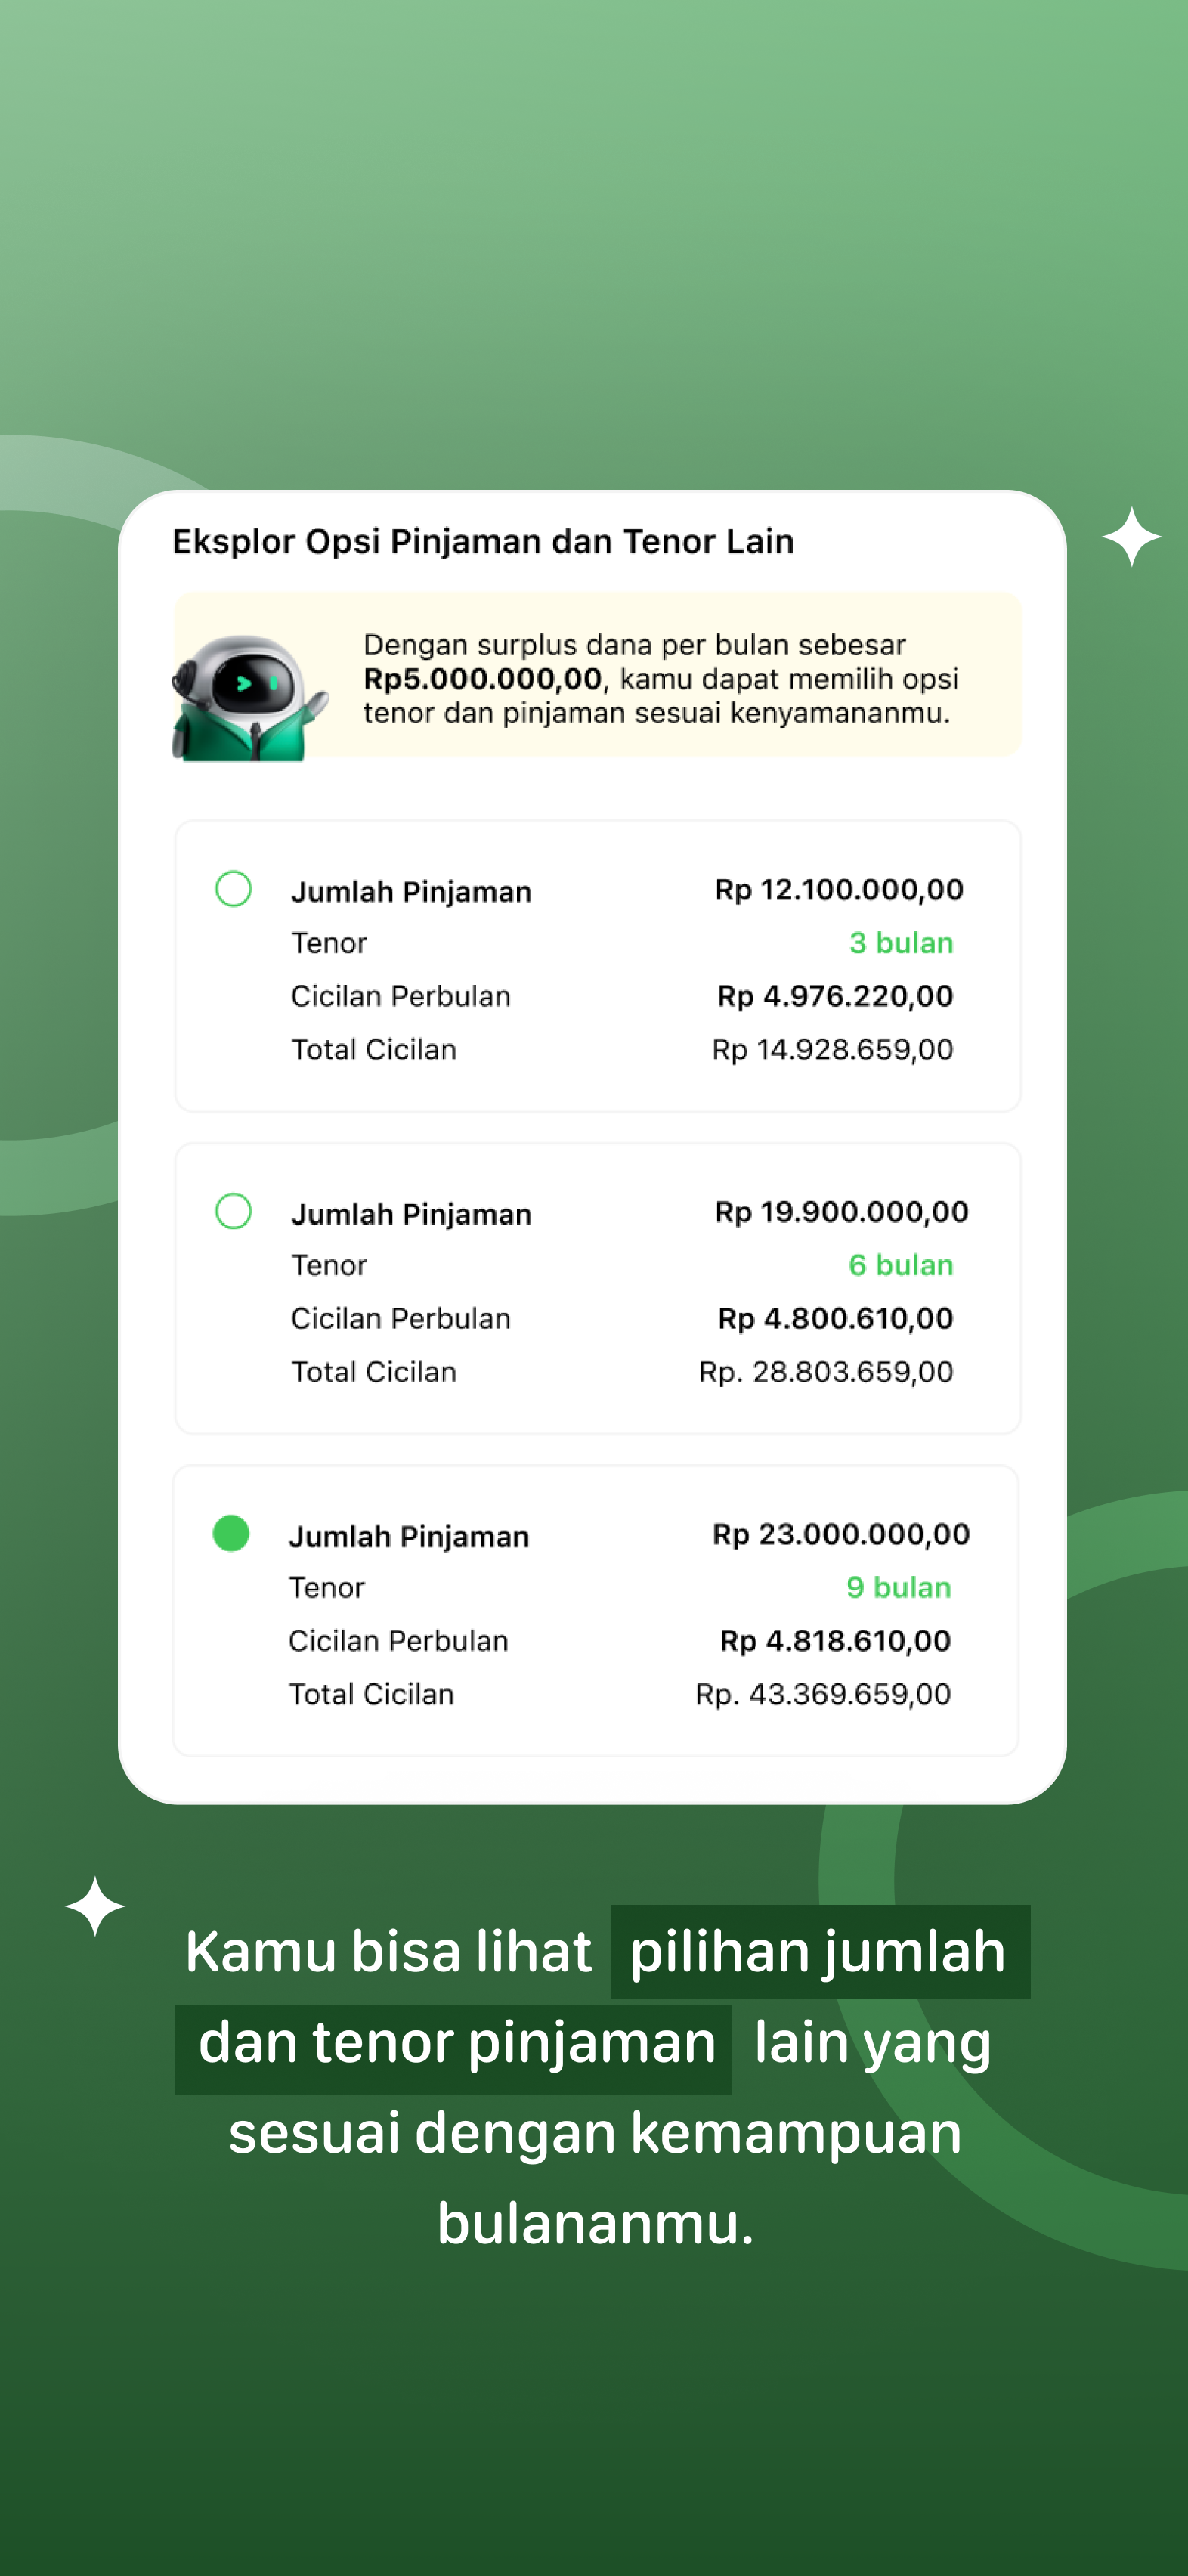 Eksplor Opsi Pinjaman dan Tenor Lain
Dengan surplus dana per bulan sebesar
Rp5.000.000,00, kamu dapat memilih opsi
tenor dan pinjaman sesuai kenyamananmu.
Jumlah Pinjaman Rp 12.100.000,00
Tenor 3 bulan
Cicilan Perbulan Rp 4.976.220,00
Total Cicilan Rp 14.928.659,00
Jumlah Pinjaman Rp 19.900.000,00
Tenor 6 bulan
Cicilan Perbulan Rp 4.800.610,00
Total Cicilan Rp. 28.803.659,00
Jumlah Pinjaman Rp 23.000.000,00
Tenor 9 bulan
Cicilan Perbulan Rp 4.818.610,00
Total Cicilan Rp. 43.369.659,00
Kamu bisa lihat pilihan jumlah
dan tenor pinjaman lain yang
sesuai dengan kemampuan
bulananmu.